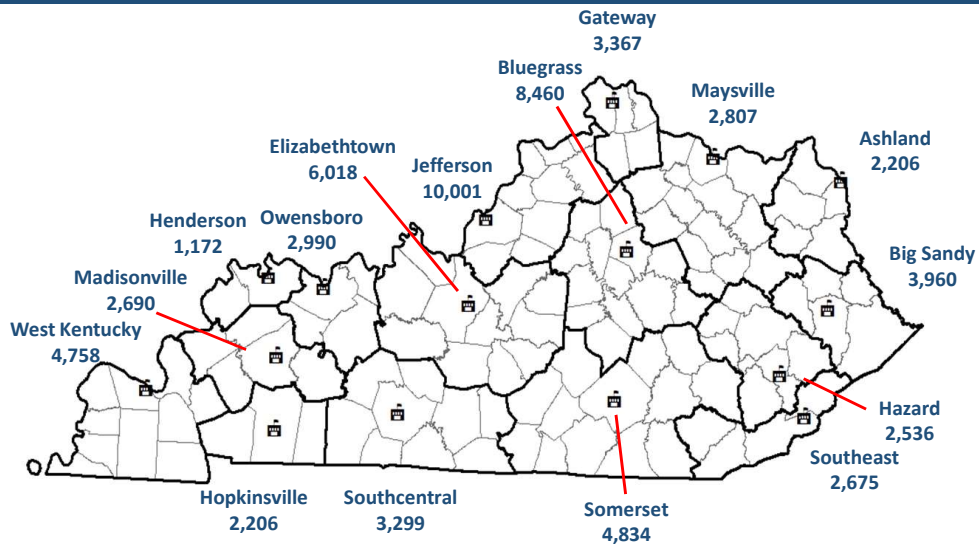 Gateway
3,367
Bluegrass
8,460
Maysville
2,807
Ashland
2,206
Elizabethtown
6,018
Jefferson
10,001
Henderson
1,172
Owensboro
2,990
Big Sandy
3,960
Madisonville
2,690
West Kentucky
4,758
Hazard
2,536
Southeast
2,675
Hopkinsville
2,206
Southcentral
3,299
Somerset
4,834